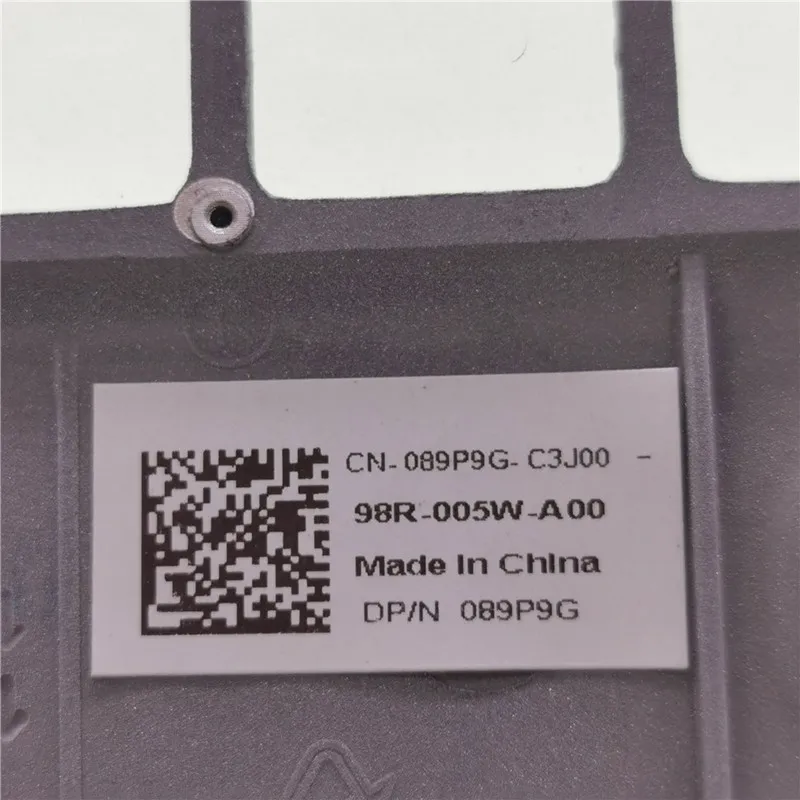 CN-089P9G-C3J00 -
98R-005W-A00
Made In China
DP/N 089P9G